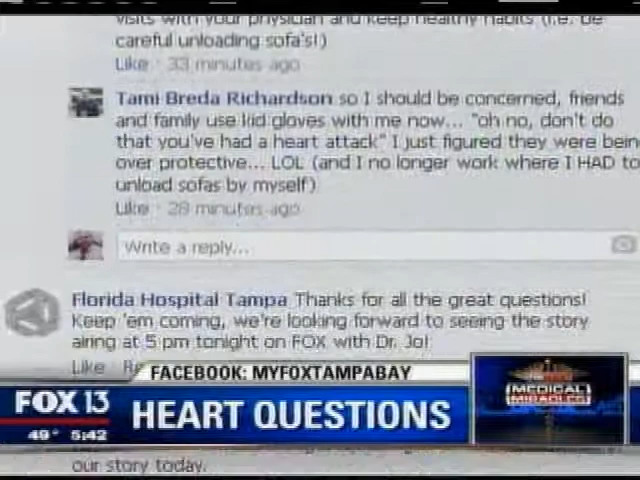 visits with your physician and keep healthy habits (i.e. be
careful unloading sofa's!)
Like · 33 minutes ago
Tami Breda Richardson so I should be concerned, friends
and family use kid gloves with me now... "oh no, don't do
that you've had a heart attack" I just figured they were being
over protective... LOL (and I no longer work where I HAD to
unload sofas by myself)
Like · 28 minutes ago
Write a reply...
Florida Hospital Tampa Thanks for all the great questions!
Keep 'em coming, we're looking forward to seeing the story
airing at 5 pm tonight on FOX with Dr. Jo!
Like Re
FACEBOOK: MYFOXTAMPABAY
FOX 13
HEART QUESTIONS
MEDICAL
MIRACLES
49° 5:42
our story today.